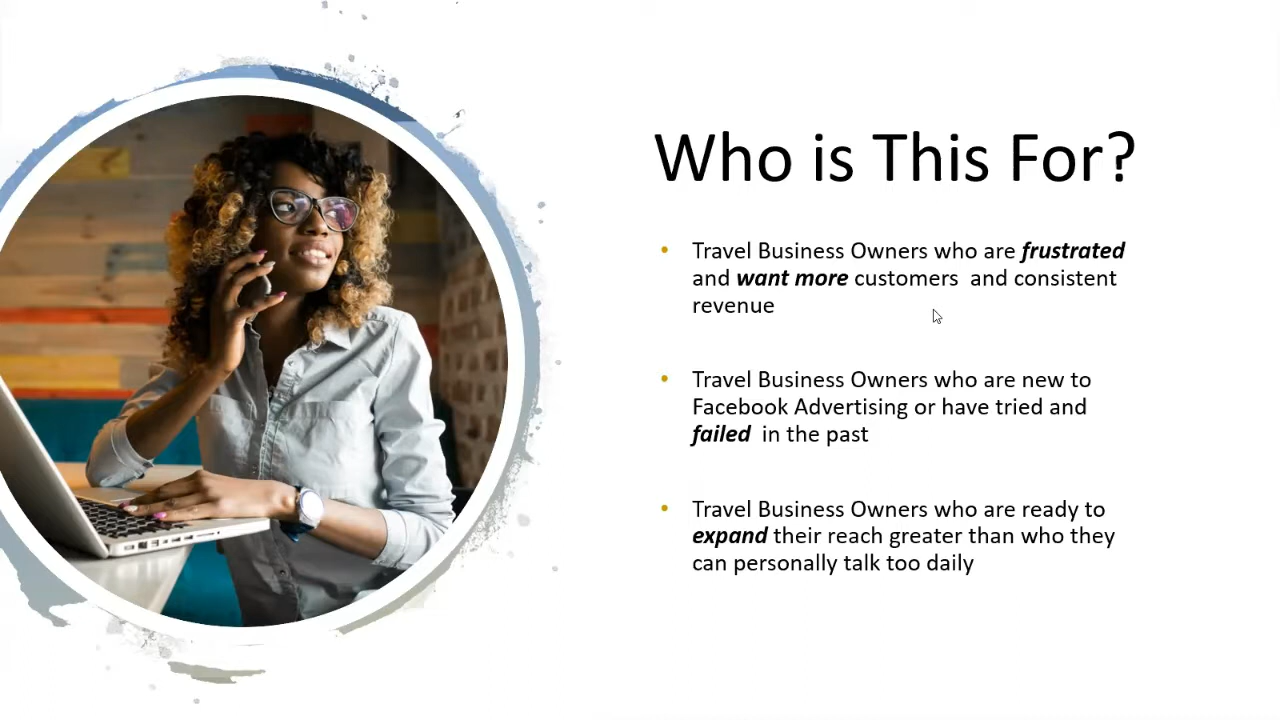 Who is This For?
• Travel Business Owners who are frustrated
and want more customers  and consistent
revenue
• Travel Business Owners who are new to
Facebook Advertising or have tried and
failed  in the past
• Travel Business Owners who are ready to
expand their reach greater than who they
can personally talk too daily